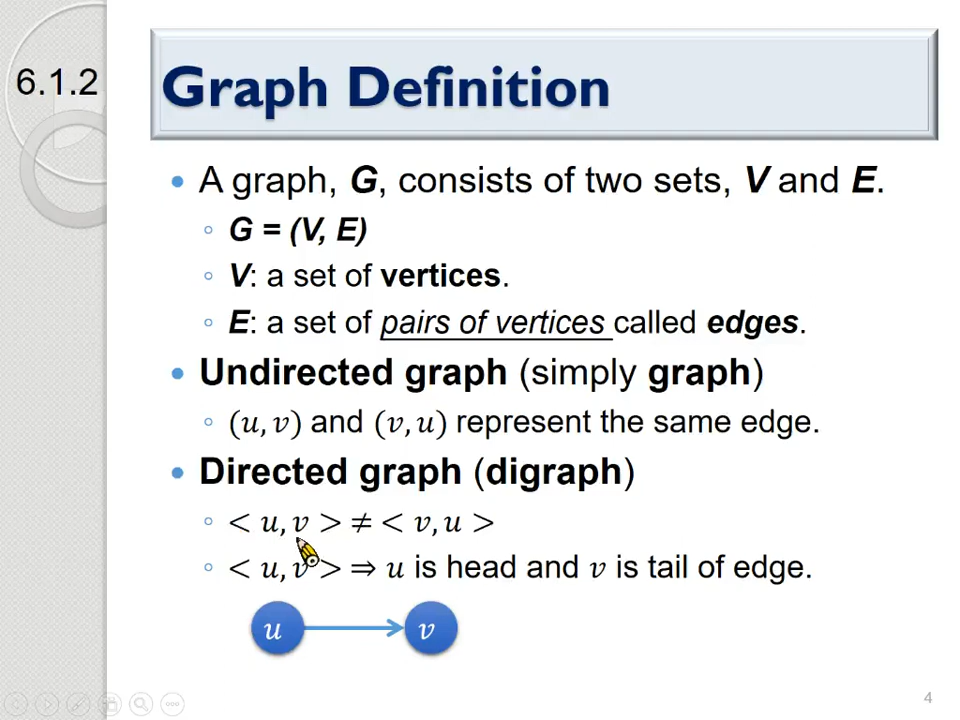 6.1.2
Graph Definition
• A graph, G, consists of two sets, V and E.
◦ G = (V, E)
◦ V: a set of vertices.
◦ E: a set of pairs of vertices called edges.
• Undirected graph (simply graph)
◦ (u, v) and (v, u) represent the same edge.
• Directed graph (digraph)
◦ < u, v > ≠ < v, u >
◦ < u, v > ⇒ u is head and v is tail of edge.
u v
4